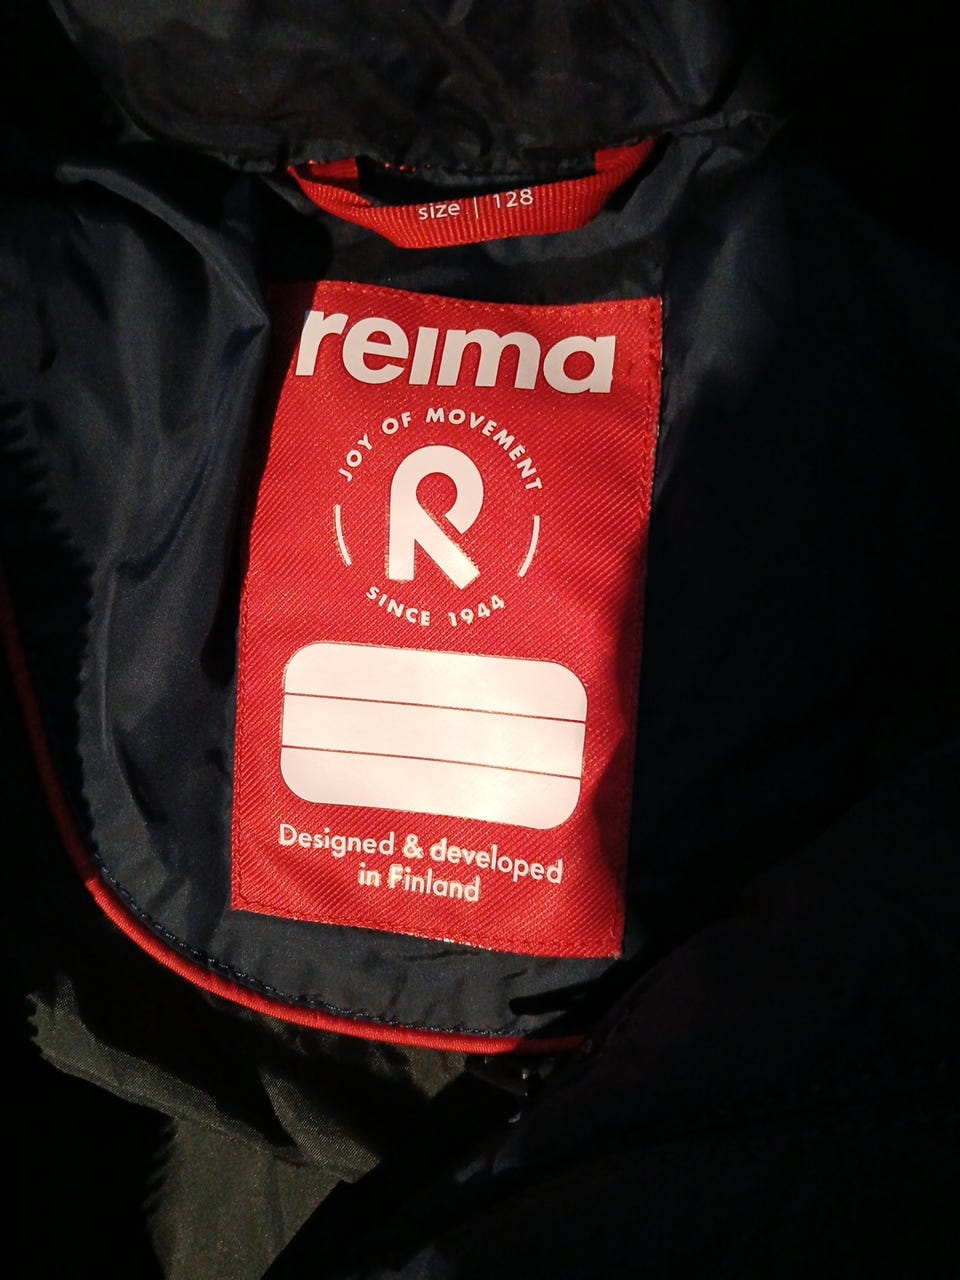 size | 128
reima
JOY OF MOVEMENT
R
SINCE 1944
Designed & developed
in Finland